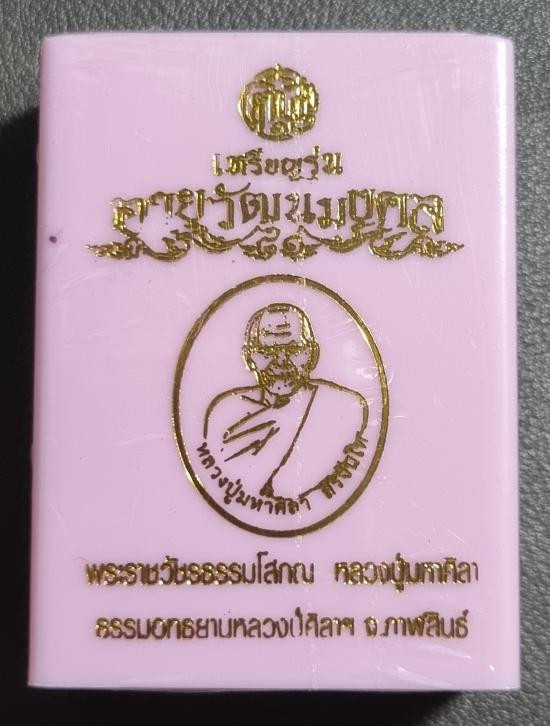 เหรียญรุ่น
อายุวัฒนมงคล
หลวงปู่มหาศิลา สิริจันโท
พระราชวัชรธรรมโสภณ หลวงปู่มหาศิลา
ธรรมอุทยานหลวงปู่ศิลาฯ จ.กาฬสินธุ์